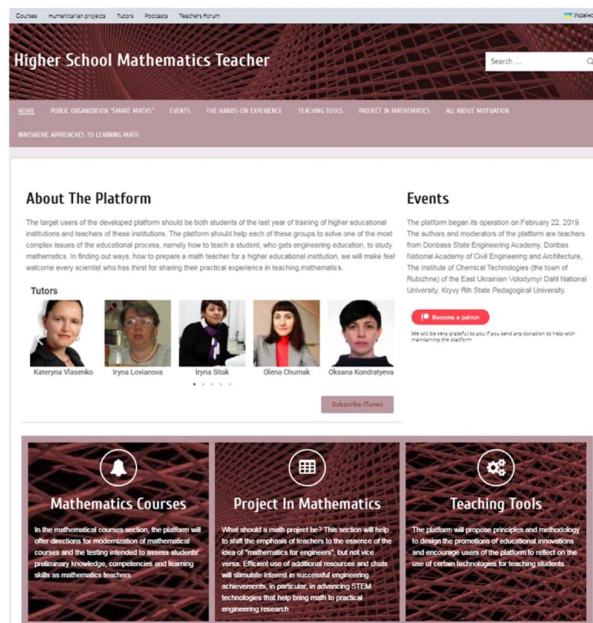 Courses Humanitarian projects Tutors Podcasts Teachers Forum
Higher School Mathematics Teacher
Search ...
HOME PUBLIC ORGANIZATION "SMART MATHS" EVENTS THE HANDS-ON EXPERIENCE TEACHING TOOLS PROJECT IN MATHEMATICS ALL ABOUT MOTIVATION
INNOVATIVE APPROACHES TO LEARNING MATH
About The Platform
The target users of the developed platform should be both students of the last year of training of higher educational
institutions and teachers of these institutions. The platform should help each of these groups to solve one of the most
complex issues of the educational process, namely how to teach a student, who gets engineering education, to study
mathematics. In finding out ways, how to prepare a math teacher for a higher educational institution, we will make feel
welcome every scientist who has thirst for sharing their practical experience in teaching mathematics.
Tutors
Kateryna Vlasenko Iryna Lovianova Iryna Sitak Olena Chumak Oksana Kondratyeva
Subscribe iTunes
Events
The platform began its operation on February 22, 2019.
The authors and moderators of the platform are teachers
from Donbass State Engineering Academy, Donbas
National Academy of Civil Engineering and Architecture,
The Institute of Chemical Technologies (the town of
Rubizhne) of the East Ukrainian Volodymyr Dahl National
University, Kryvy Rih State Pedagogical University.
Become a patron
We will be very grateful to you if you send any donation to help with
maintaining the platform
Mathematics Courses
In the mathematical courses section, the platform will
offer directions for modernization of mathematical
courses and the testing intended to assess students'
preliminary knowledge, competencies and learning
skills as mathematics teachers
Project In Mathematics
What should a math project be? This section will help
to shift the emphasis of teachers to the essence of the
idea of "mathematics for engineers", but not vice
versa. Efficient use of additional resources and chats
will stimulate interest in successful engineering
achievements, in particular, in advancing STEM
technologies that help bring math to practical
engineering research
Teaching Tools
The platform will propose principles and methodology
to design the promotions of educational innovations
and encourage users of the platform to reflect on the
use of certain technologies for teaching students.